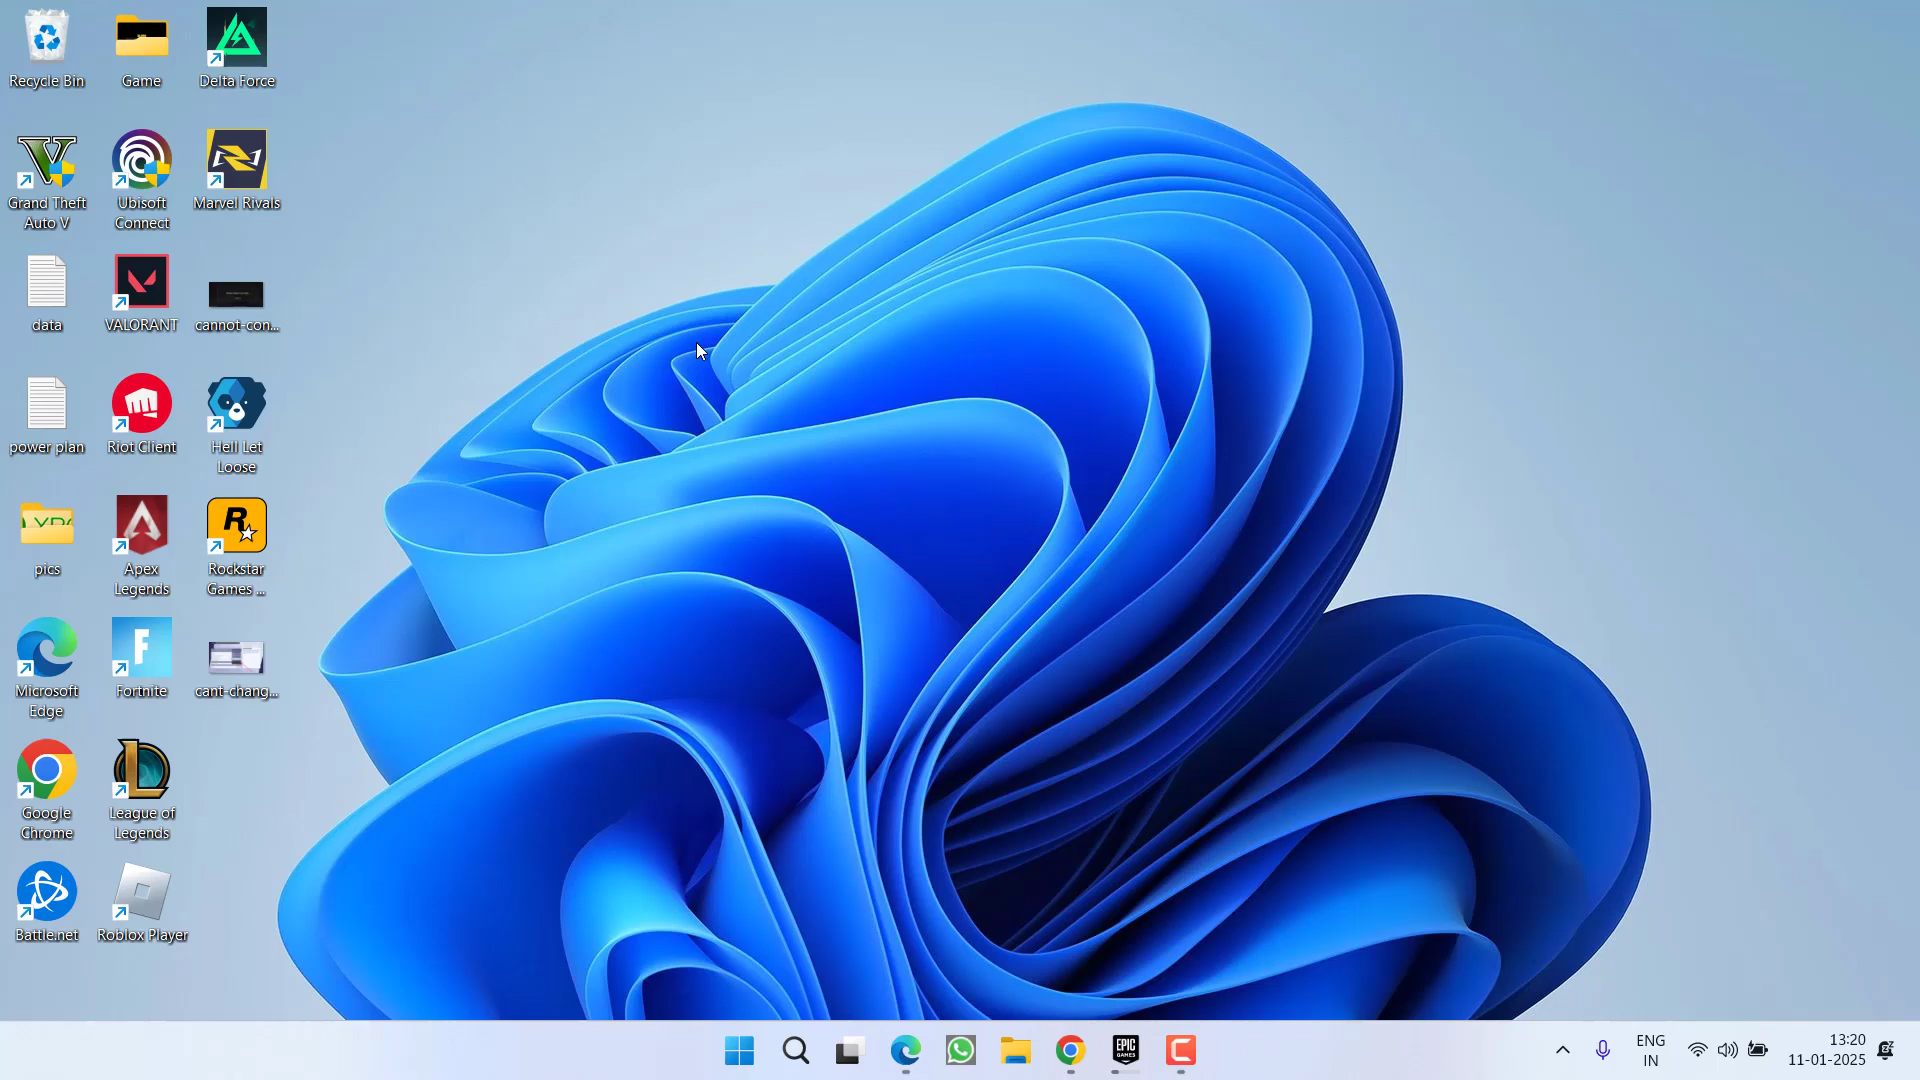 Recycle Bin
Game
Delta Force
Grand Theft
Auto V
Ubisoft
Connect
Marvel Rivals
data
VALORANT
cannot-con...
power plan
Riot Client
Hell Let
Loose
pics
Apex
Legends
Rockstar
Games ...
Microsoft
Edge
Fortnite
cant-chang...
Google
Chrome
League of
Legends
Battle.net
Roblox Player
EPIC
GAMES
ENG
IN
13:20
11-01-2025